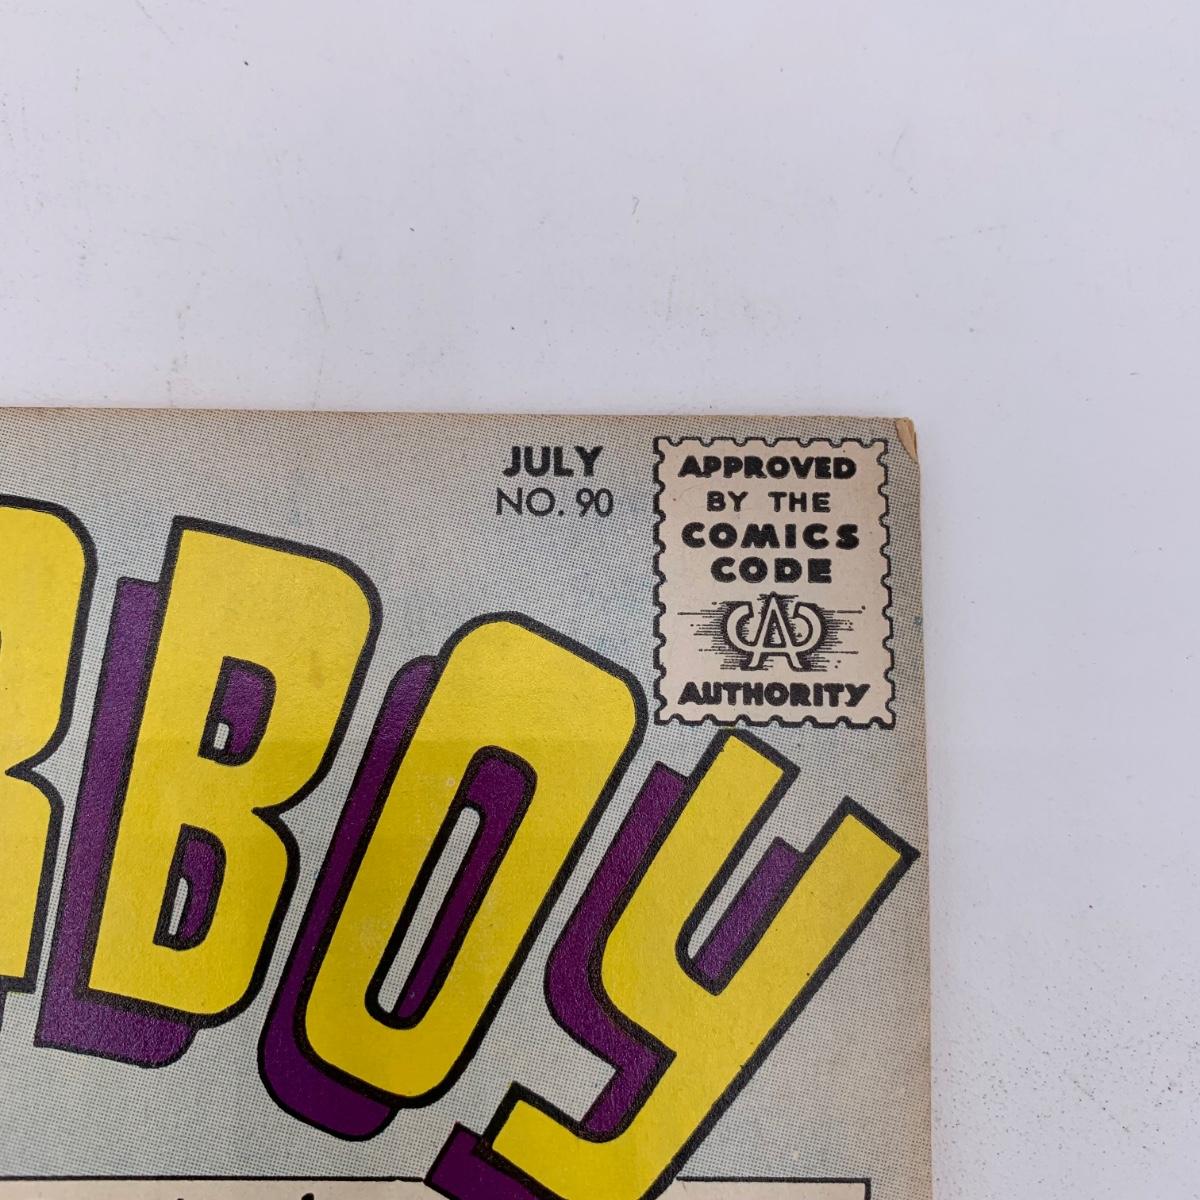 JULY
NO. 90
APPROVED
BY THE
COMICS
CODE
CA
AUTHORITY
RBOY